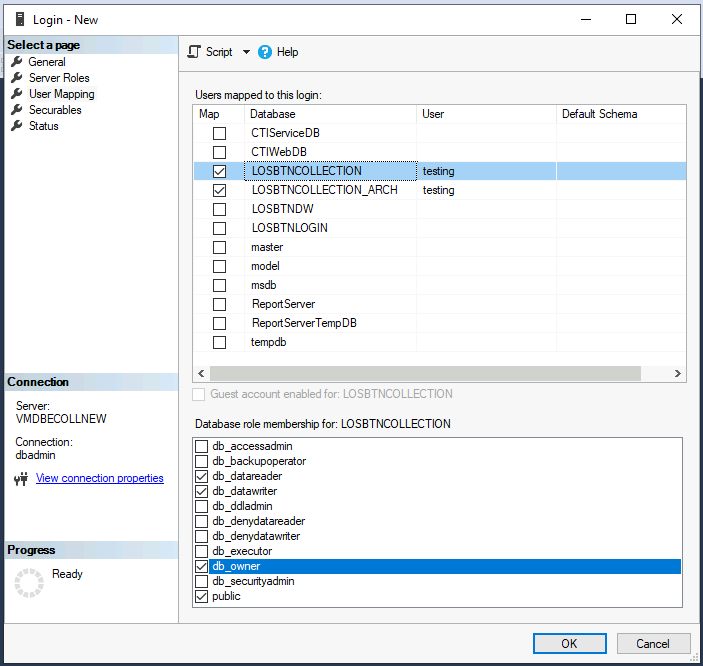 Login - New
Select a page
General
Server Roles
User Mapping
Securables
Status
Script
Help
Users mapped to this login:
Map Database User Default Schema
CTIServiceDB
CTIWebDB
LOSBTNCOLLECTION testing
LOSBTNCOLLECTION_ARCH testing
LOSBTNDW
LOSBTNLOGIN
master
model
msdb
ReportServer
ReportServerTempDB
tempdb
Guest account enabled for: LOSBTNCOLLECTION
Database role membership for: LOSBTNCOLLECTION
db_accessadmin
db_backupoperator
db_datareader
db_datawriter
db_ddladmin
db_denydatareader
db_denydatawriter
db_executor
db_owner
db_securityadmin
public
Connection
Server:
VMDBECOLLNEW
Connection:
dbadmin
View connection properties
Progress
Ready
OK Cancel